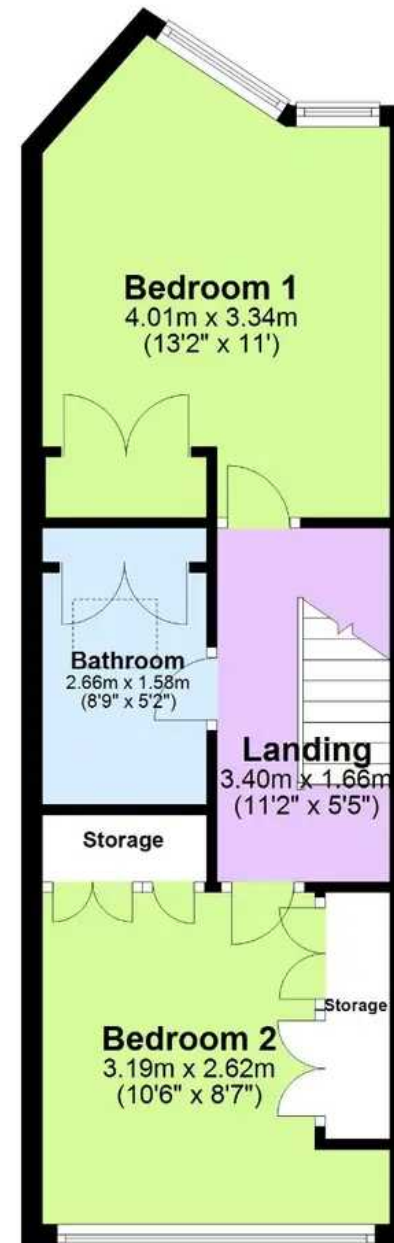 Bedroom 1
4.01m x 3.34m
(13'2" x 11')
Bathroom
2.66m x 1.58m
(8'9" x 5'2")
Landing
3.40m x 1.66m
(11'2" x 5'5")
Storage
Storage
Bedroom 2
3.19m x 2.62m
(10'6" x 8'7")